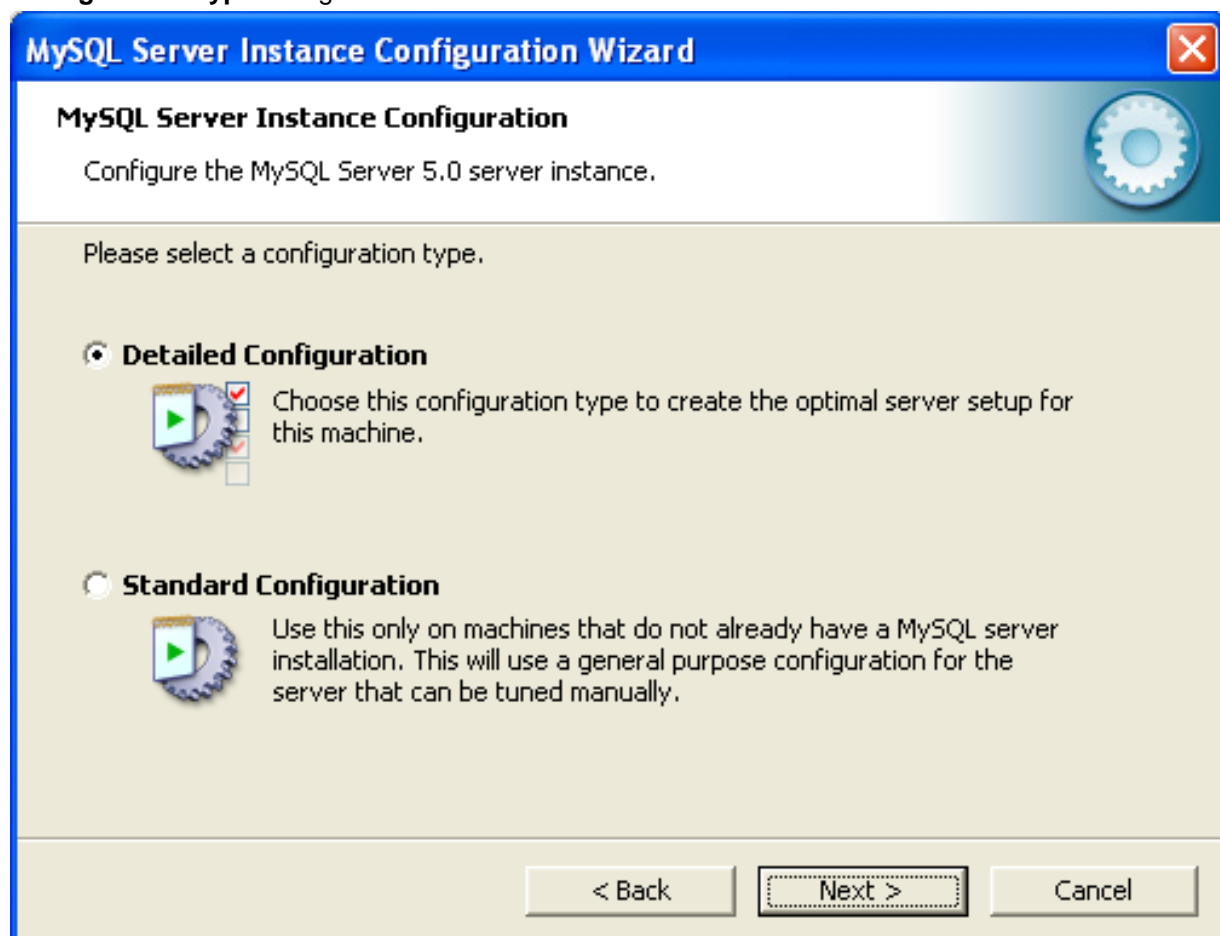 MySQL Server Instance Configuration Wizard
MySQL Server Instance Configuration
Configure the MySQL Server 5.0 server instance.
Please select a configuration type.
Detailed Configuration
Choose this configuration type to create the optimal server setup for
this machine.
Standard Configuration
Use this only on machines that do not already have a MySQL server
installation. This will use a general purpose configuration for the
server that can be tuned manually.
< Back
Next >
Cancel